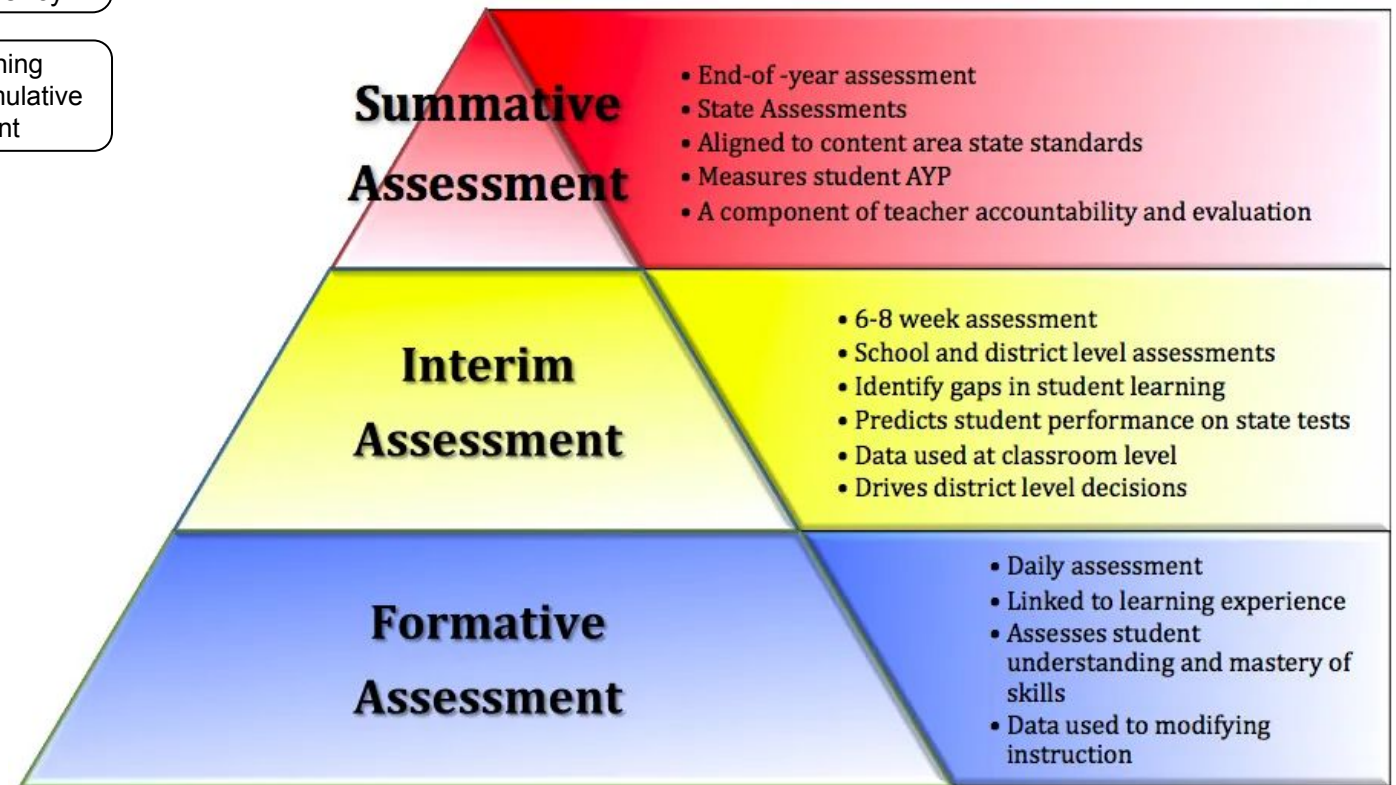 Summative
Assessment
• End-of -year assessment
• State Assessments
• Aligned to content area state standards
• Measures student AYP
• A component of teacher accountability and evaluation
Interim
Assessment
• 6-8 week assessment
• School and district level assessments
• Identify gaps in student learning
• Predicts student performance on state tests
• Data used at classroom level
• Drives district level decisions
Formative
Assessment
• Daily assessment
• Linked to learning experience
• Assesses student
understanding and mastery of
skills
• Data used to modifying
instruction